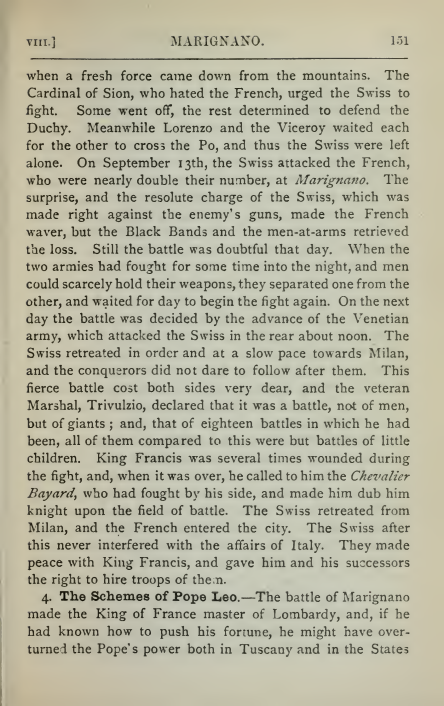 VIII.] MARIGNANO. 151
when a fresh force came down from the mountains. The
Cardinal of Sion, who hated the French, urged the Swiss to
fight. Some went off, the rest determined to defend the
Duchy. Meanwhile Lorenzo and the Viceroy waited each
for the other to cross the Po, and thus the Swiss were left
alone. On September 13th, the Swiss attacked the French,
who were nearly double their number, at Marignano. The
surprise, and the resolute charge of the Swiss, which was
made right against the enemy's guns, made the French
waver, but the Black Bands and the men-at-arms retrieved
the loss. Still the battle was doubtful that day. When the
two armies had fought for some time into the night, and men
could scarcely hold their weapons, they separated one from the
other, and waited for day to begin the fight again. On the next
day the battle was decided by the advance of the Venetian
army, which attacked the Swiss in the rear about noon. The
Swiss retreated in order and at a slow pace towards Milan,
and the conquerors did not dare to follow after them. This
fierce battle cost both sides very dear, and the veteran
Marshal, Trivulzio, declared that it was a battle, not of men,
but of giants ; and, that of eighteen battles in which he had
been, all of them compared to this were but battles of little
children. King Francis was several times wounded during
the fight, and, when it was over, he called to him the Chevalier
Bayard, who had fought by his side, and made him dub him
knight upon the field of battle. The Swiss retreated from
Milan, and the French entered the city. The Swiss after
this never interfered with the affairs of Italy. They made
peace with King Francis, and gave him and his successors
the right to hire troops of them.
4. The Schemes of Pope Leo.—The battle of Marignano
made the King of France master of Lombardy, and, if he
had known how to push his fortune, he might have over-
turned the Pope's power both in Tuscany and in the States